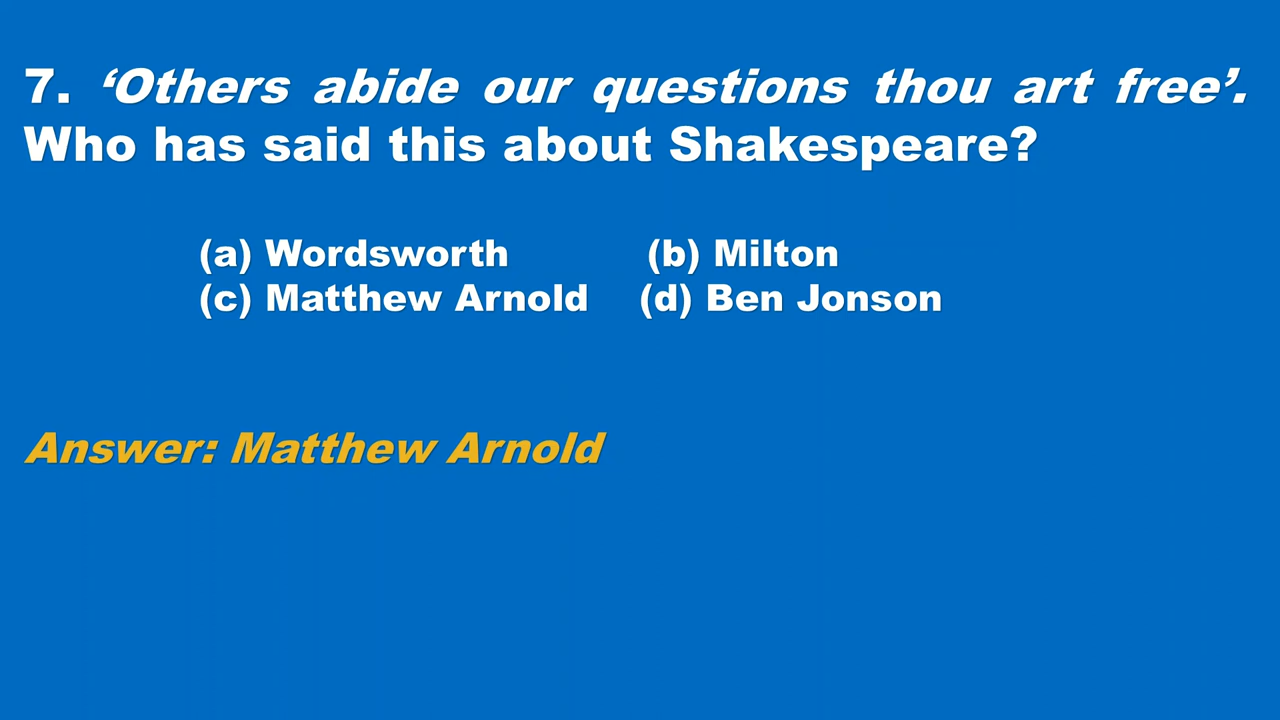 7. ‘Others abide our questions thou art free’.
Who has said this about Shakespeare?
(a) Wordsworth (b) Milton
(c) Matthew Arnold (d) Ben Jonson
Answer: Matthew Arnold